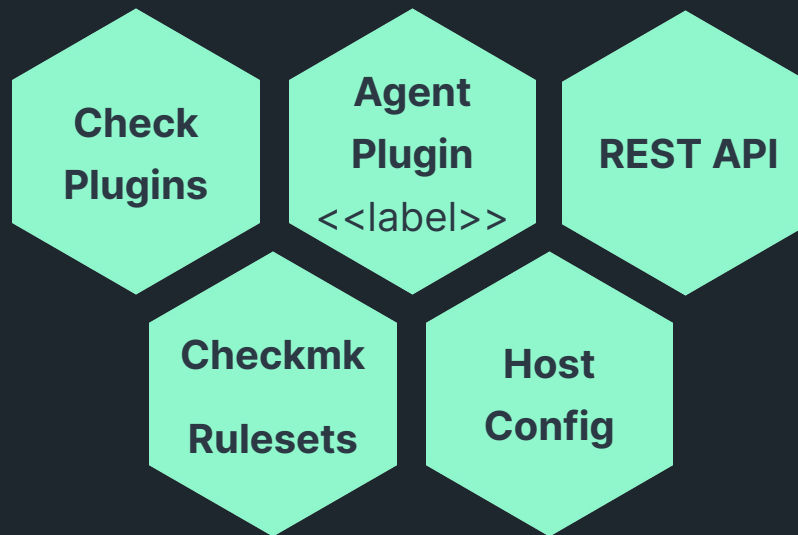 Check
Plugins
Agent
Plugin
<<label>>
REST API
Checkmk
Rulesets
Host
Config